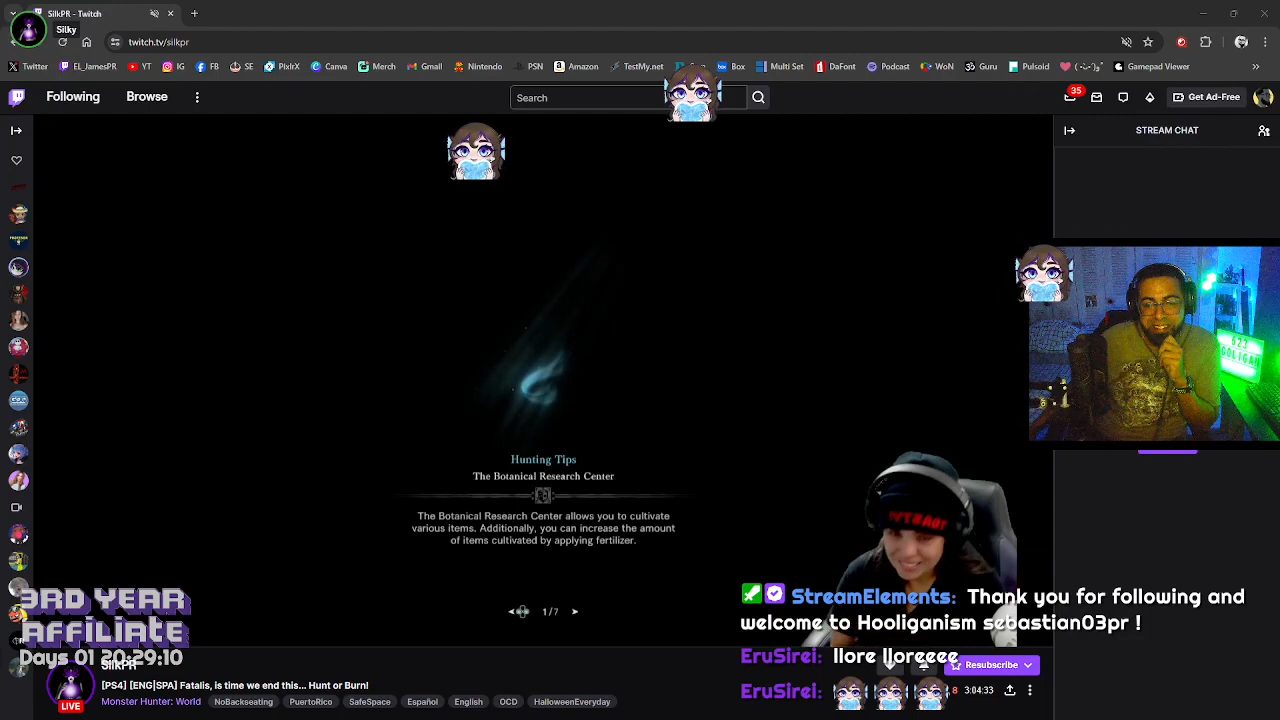 SilkPR - Twitch
Silky
twitch.tv/silkpr
Twitter EL_JamesPR YT IG FB SE PixlrX Canva Merch Gmail Nintendo PSN Amazon TestMy.net Box Multi Set DaFont Podcast WoN Guru Pulsoid Gamepad Viewer
Following Browse Search 35 Get Ad-Free
STREAM CHAT
Hunting Tips
The Botanical Research Center
The Botanical Research Center allows you to cultivate
various items. Additionally, you can increase the amount
of items cultivated by applying fertilizer.
1/7
StreamElements: Thank you for following and
welcome to Hooliganism sebastian03pr !
EruSirei: llore lloreeee
EruSirei:
3RD YEAR
AFFILIATE
Days 01 20:29:10
SilkPR
[PS4] [ENG|SPA] Fatalis, is time we end this... Hunt or Burn!
Monster Hunter: World NoBackseating PuertoRico SafeSpace Español English OCD HalloweenEveryday
LIVE
Resubscribe
8 3:04:33